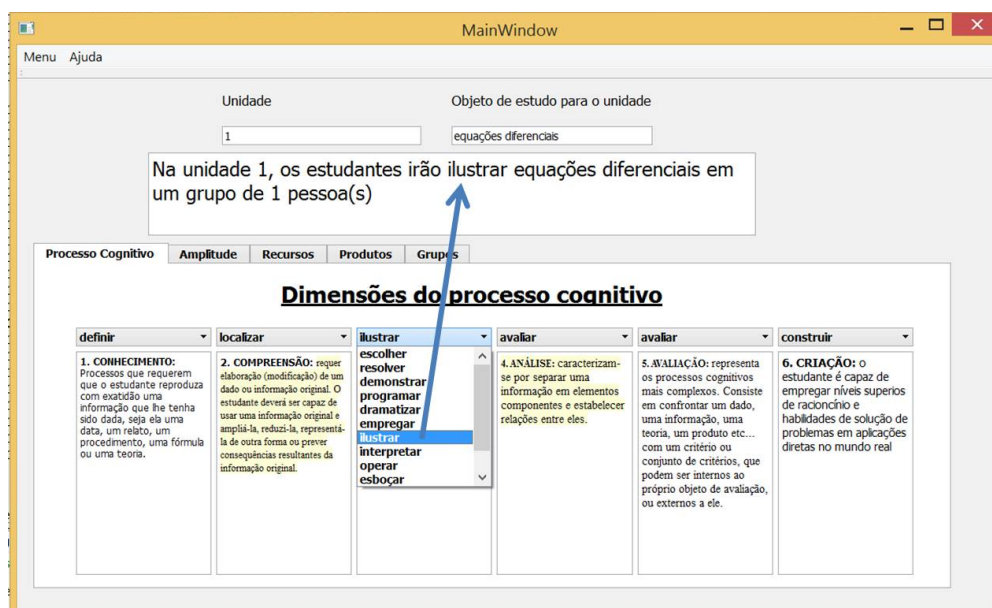 MainWindow
Menu Ajuda
Unidade
Objeto de estudo para o unidade
1
equações diferenciais
Na unidade 1, os estudantes irão ilustrar equações diferenciais em
um grupo de 1 pessoa(s)
Processo Cognitivo
Amplitude
Recursos
Produtos
Grupos
Dimensões do processo cognitivo
definir
localizar
ilustrar
avaliar
avaliar
construir
1. CONHECIMENTO:
Processos que requerem
que o estudante reproduza
com exatidão uma
informação que lhe tenha
sido dada, seja ela uma
data, um relato, um
procedimento, uma fórmula
ou uma teoria.
2. COMPREENSÃO: requer
elaboração (modificação) de um
dado ou informação original. O
estudante deverá ser capaz de
usar uma informação original e
ampliá-la, reduzi-la, representá-
la de outra forma ou prever
consequências resultantes da
informação original.
escolher
resolver
demonstrar
programar
dramatizar
empregar
ilustrar
interpretar
operar
esboçar
4. ANÁLISE: caracterizam-
se por separar uma
informação em elementos
componentes e estabelecer
relações entre eles.
5. AVALIAÇÃO: representa
os processos cognitivos
mais complexos. Consiste
em confrontar um dado,
uma informação, uma
teoria, um produto etc...
com um critério ou
conjunto de critérios, que
podem ser internos ao
próprio objeto de avaliação,
ou externos a ele.
6. CRIAÇÃO: o
estudante é capaz de
empregar níveis superios
de racioncínio e
habilidades de solução de
problemas em aplicações
diretas no mundo real